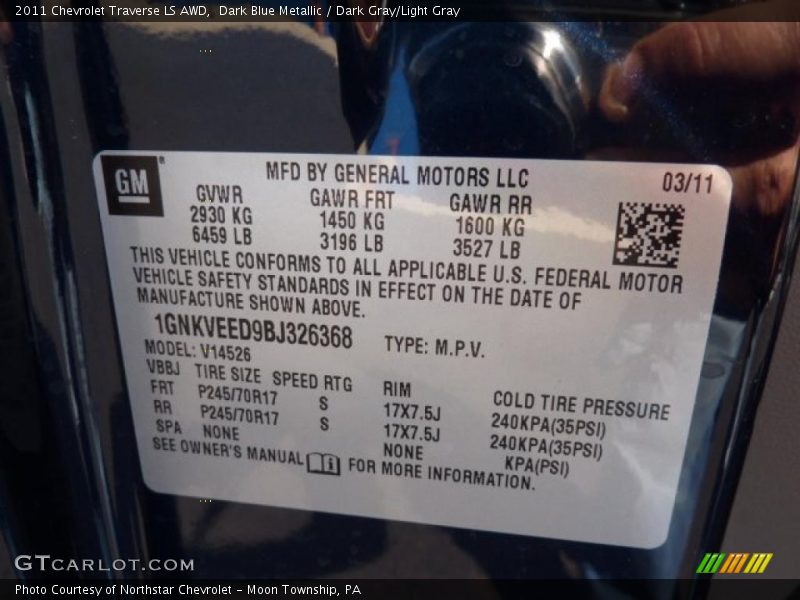 2011 Chevrolet Traverse LS AWD, Dark Blue Metallic / Dark Gray/Light Gray
GM
MFD BY GENERAL MOTORS LLC 03/11
GVWR GAWR FRT GAWR RR
2930 KG 1450 KG 1600 KG
6459 LB 3196 LB 3527 LB
THIS VEHICLE CONFORMS TO ALL APPLICABLE U.S. FEDERAL MOTOR
VEHICLE SAFETY STANDARDS IN EFFECT ON THE DATE OF
MANUFACTURE SHOWN ABOVE.
1GNKVEED9BJ326368 TYPE: M.P.V.
MODEL: V14526
VBBJ TIRE SIZE SPEED RTG RIM COLD TIRE PRESSURE
FRT P245/70R17 S 17X7.5J 240KPA(35PSI)
RR P245/70R17 S 17X7.5J 240KPA(35PSI)
SPA NONE NONE KPA(PSI)
SEE OWNER'S MANUAL FOR MORE INFORMATION.
GTCARLOT.COM
Photo Courtesy of Northstar Chevrolet - Moon Township, PA